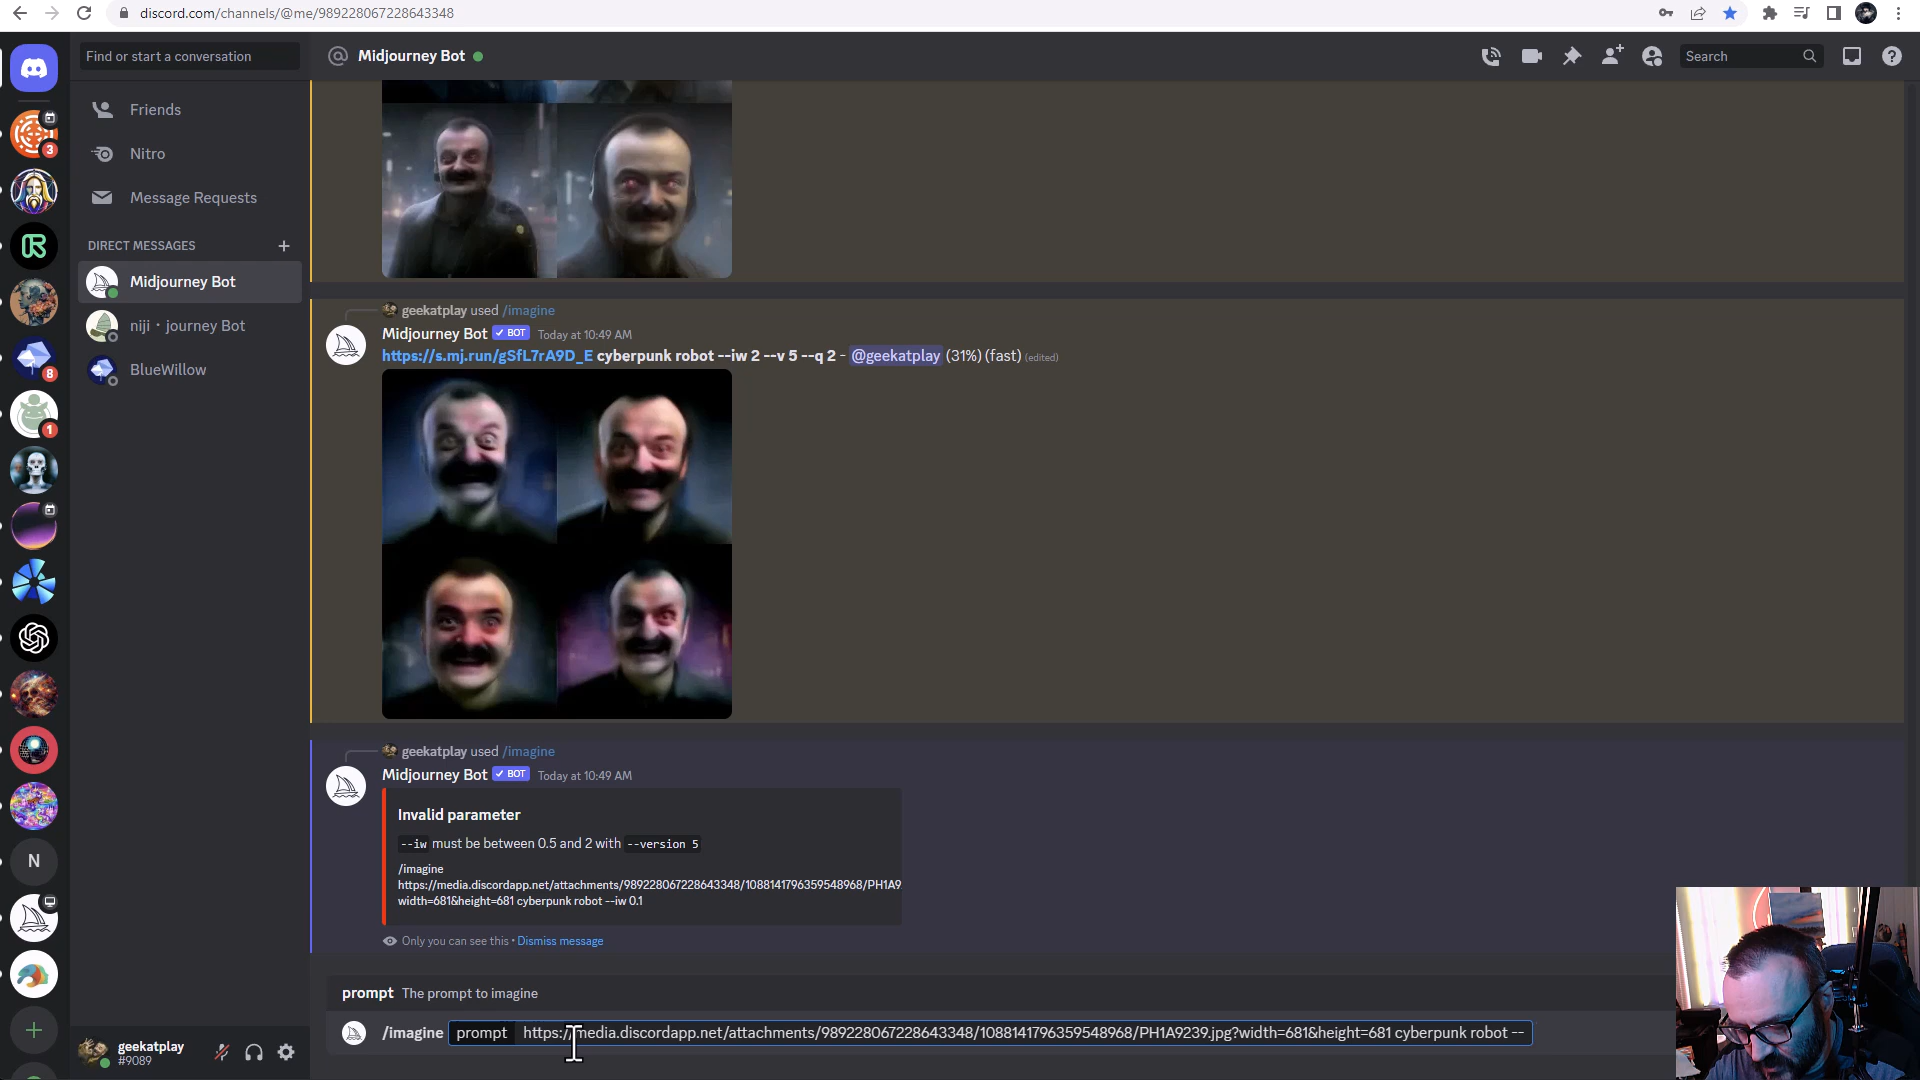 discord.com/channels/@me/989228067228643348
Find or start a conversation
Midjourney Bot
Search
Friends
Nitro
Message Requests
DIRECT MESSAGES
Midjourney Bot
niji・journey Bot
BlueWillow
3
8
1
N
geekatplay used /imagine
Midjourney Bot ✓ BOT Today at 10:49 AM
https://s.mj.run/gSfL7rA9D_E cyberpunk robot --iw 2 --v 5 --q 2 - @geekatplay (31%) (fast) (edited)
geekatplay used /imagine
Midjourney Bot ✓ BOT Today at 10:49 AM
Invalid parameter
--iw must be between 0.5 and 2 with --version 5
/imagine
https://media.discordapp.net/attachments/989228067228643348/1088141796359548968/PH1A9
width=681&height=681 cyberpunk robot --iw 0.1
Only you can see this • Dismiss message
prompt The prompt to imagine
/imagine prompt https://media.discordapp.net/attachments/989228067228643348/1088141796359548968/PH1A9239.jpg?width=681&height=681 cyberpunk robot --
geekatplay
#9089